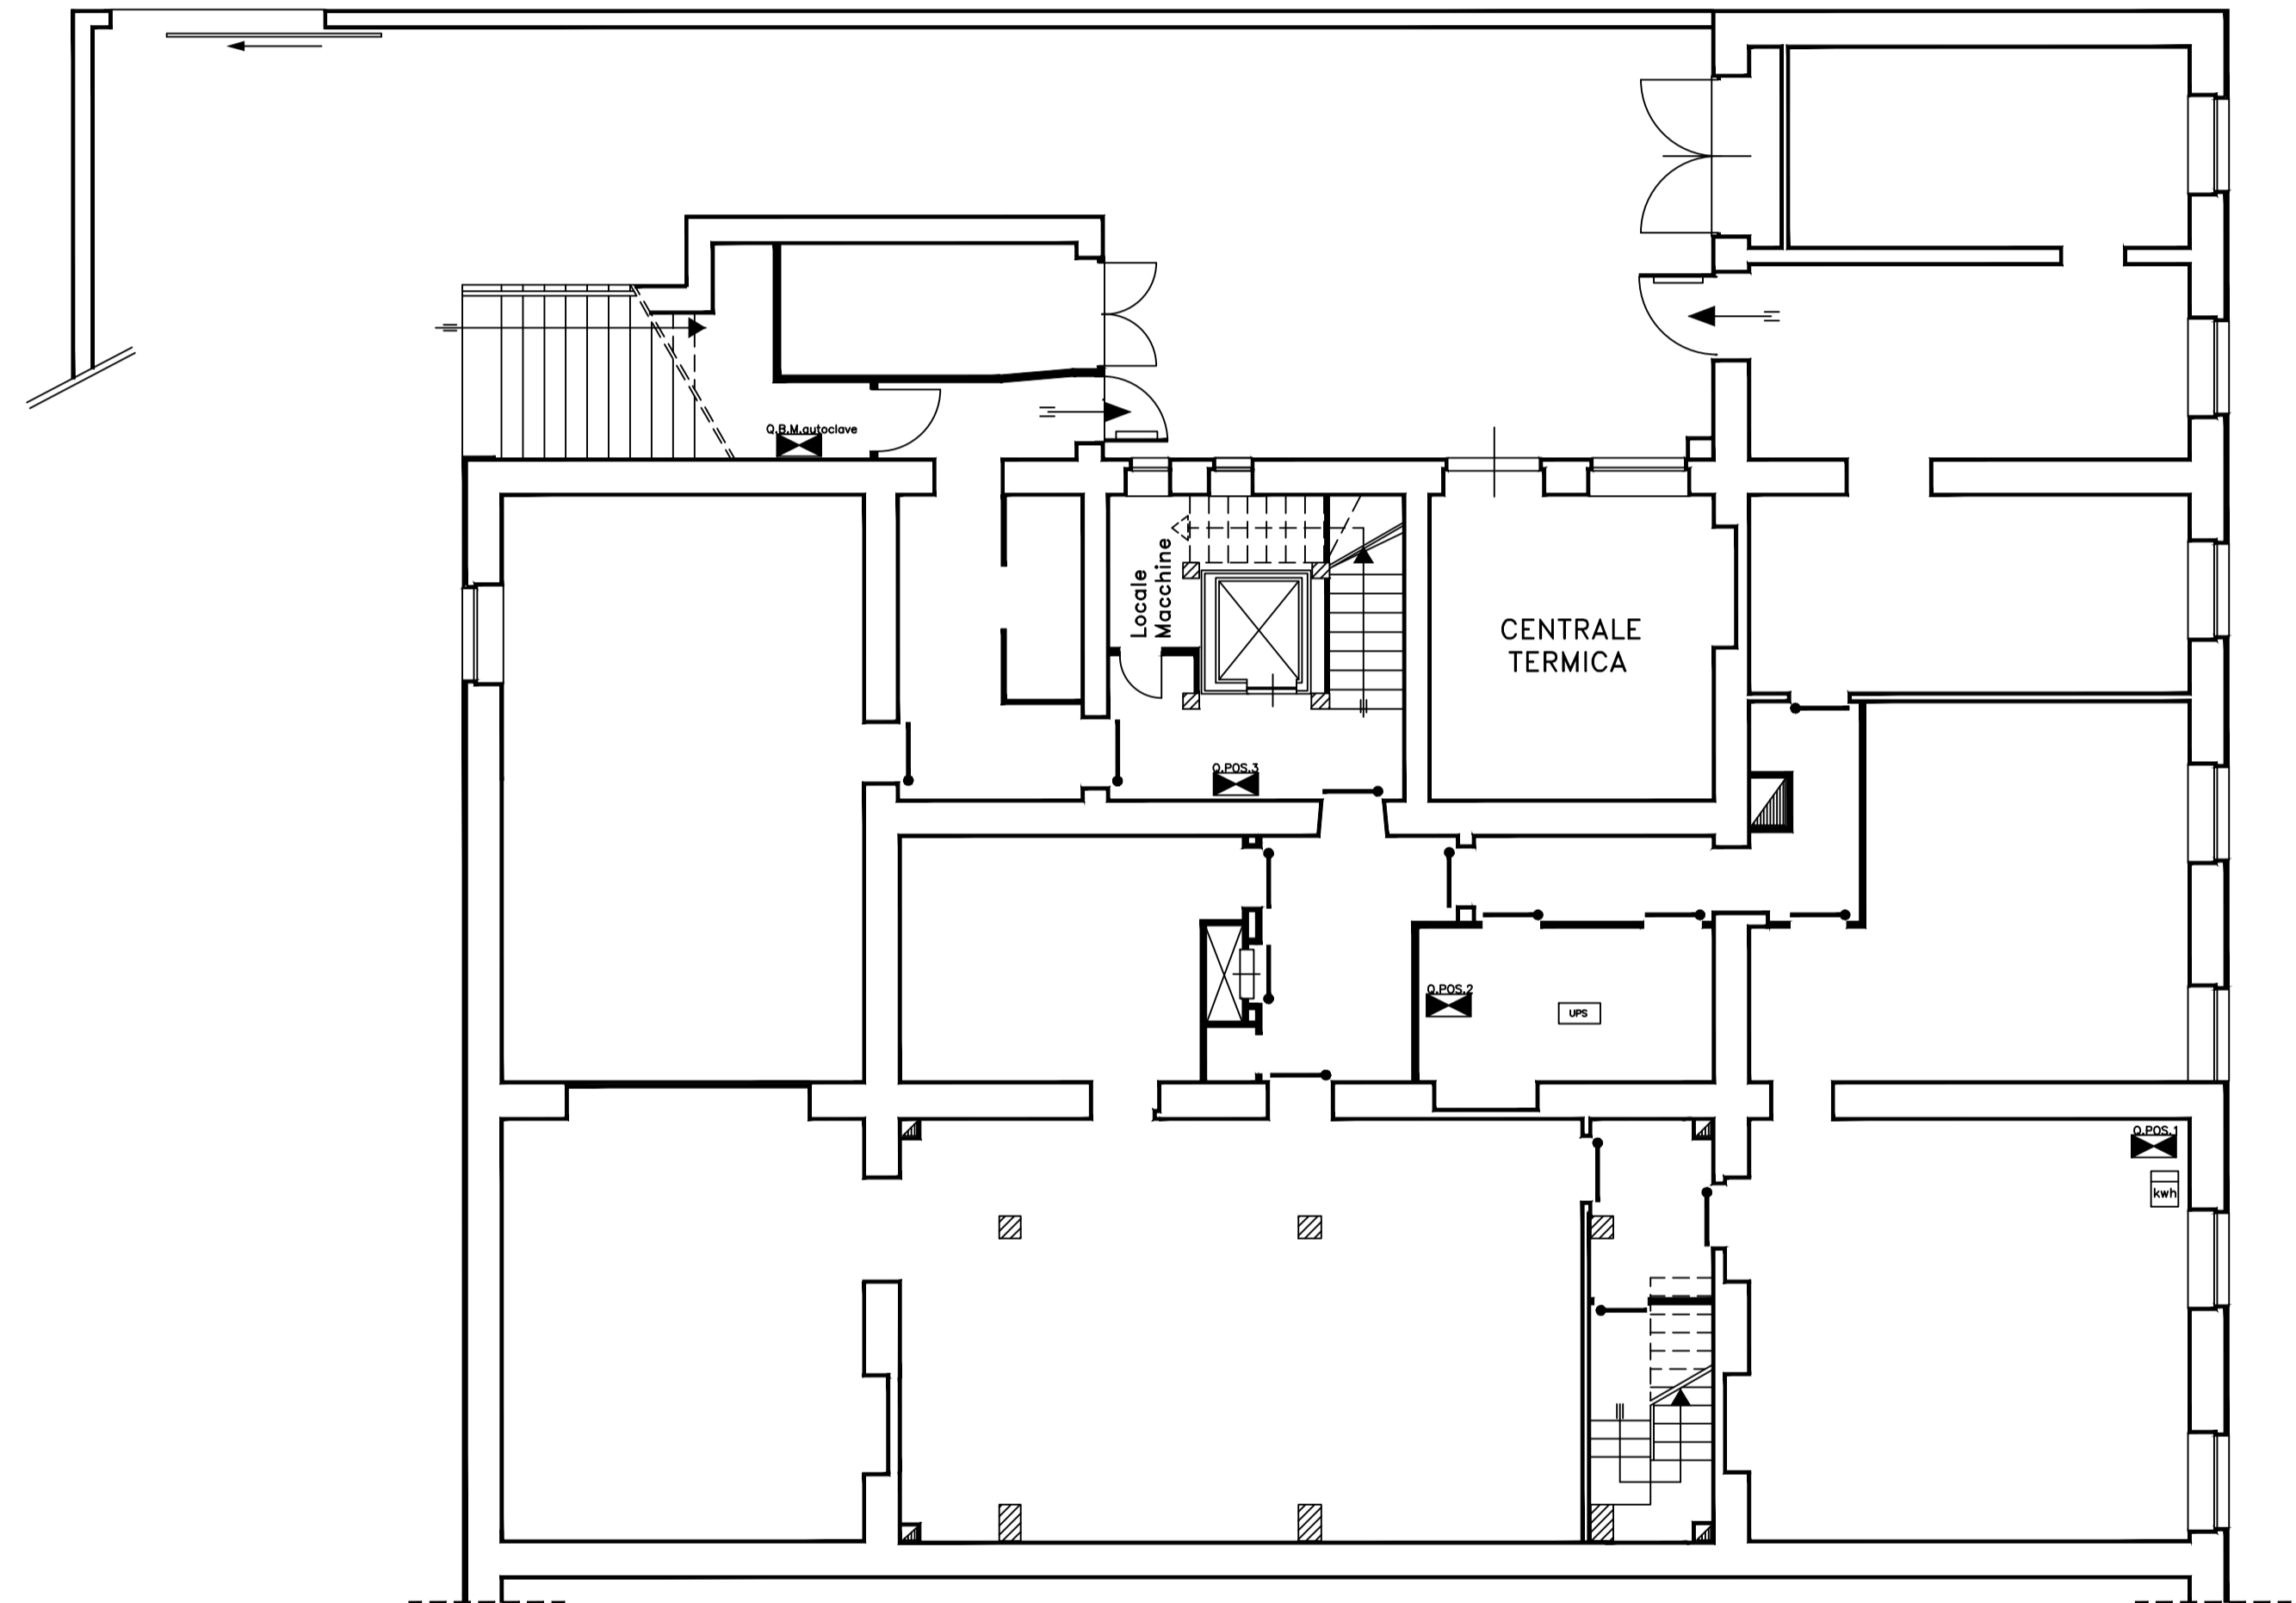 Q.B.M.autoclave
Locale
Macchine
CENTRALE
TERMICA
Q.POS.3
Q.POS.2
UPS
Q.POS.1
kwh